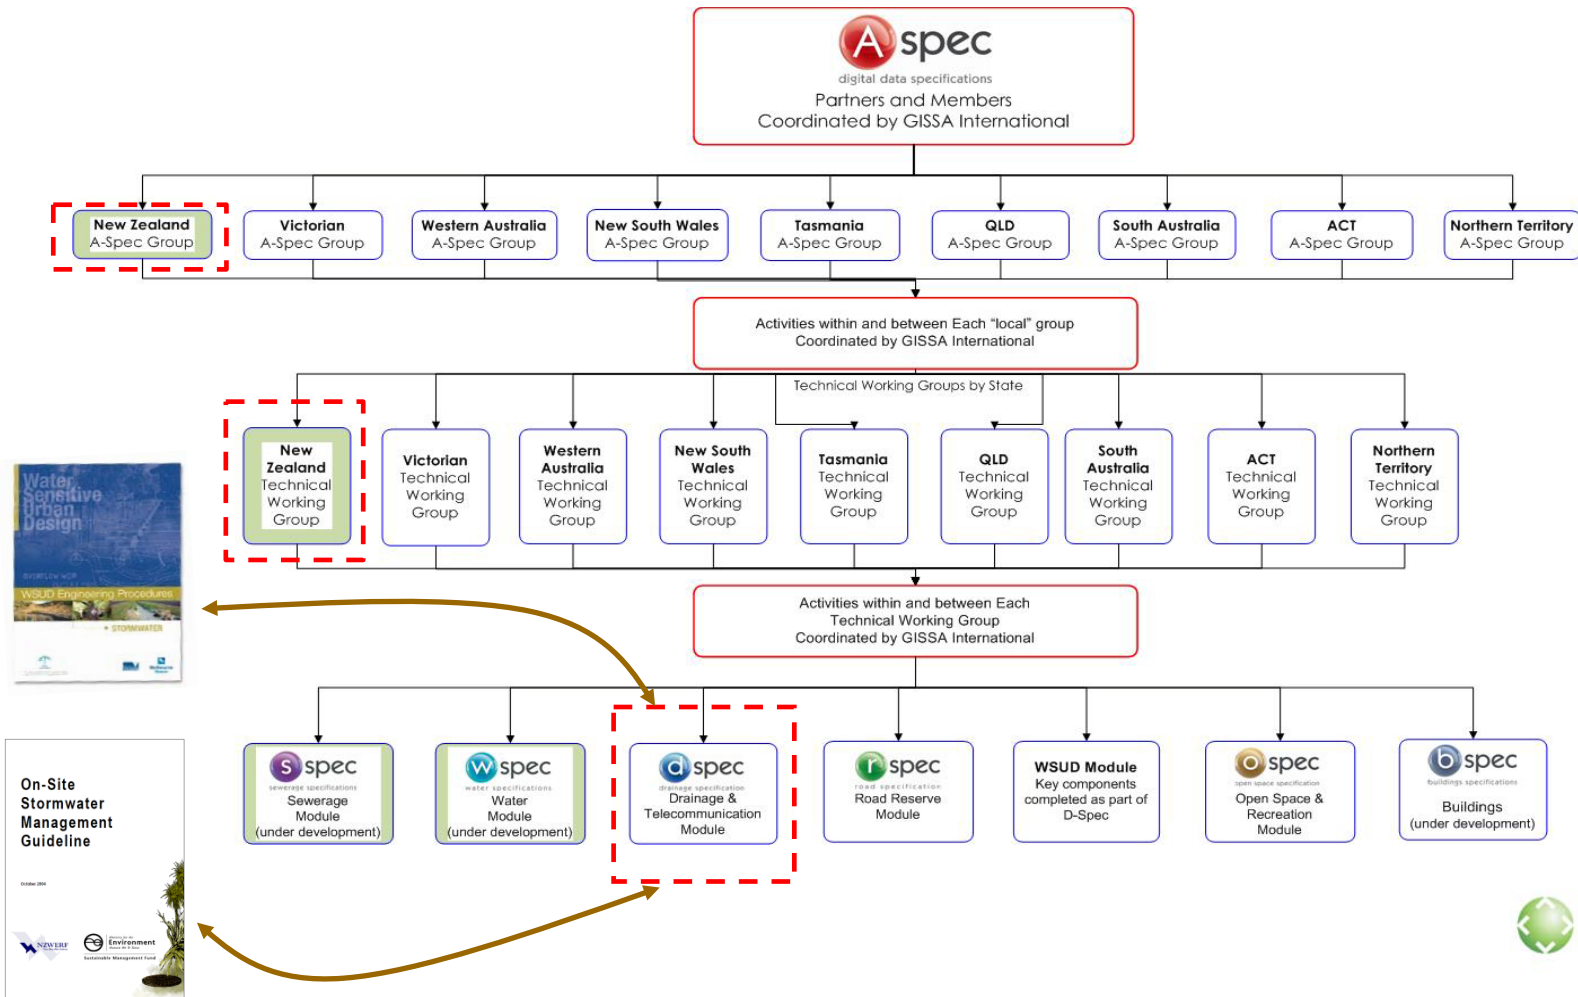 A spec
digital data specifications
Partners and Members
Coordinated by GISSA International
New Zealand
A-Spec Group
Victorian
A-Spec Group
Western Australia
A-Spec Group
New South Wales
A-Spec Group
Tasmania
A-Spec Group
QLD
A-Spec Group
South Australia
A-Spec Group
ACT
A-Spec Group
Northern Territory
A-Spec Group
Activities within and between Each “local” group
Coordinated by GISSA International
Technical Working Groups by State
New
Zealand
Technical
Working
Group
Victorian
Technical
Working
Group
Western
Australia
Technical
Working
Group
New South
Wales
Technical
Working
Group
Tasmania
Technical
Working
Group
QLD
Technical
Working
Group
South
Australia
Technical
Working
Group
ACT
Technical
Working
Group
Northern
Territory
Technical
Working
Group
Water
Sensitive
Urban
Design
OVERFLOW WEIR
WSUD Engineering Procedures
STORMWATER
Activities within and between Each
Technical Working Group
Coordinated by GISSA International
s spec
sewerage specifications
Sewerage
Module
(under development)
w spec
water specifications
Water
Module
(under development)
d spec
drainage specification
Drainage &
Telecommunication
Module
r spec
road specification
Road Reserve
Module
WSUD Module
Key components
completed as part of
D-Spec
o spec
open space specification
Open Space &
Recreation
Module
b spec
buildings specifications
Buildings
(under development)
On-Site
Stormwater
Management
Guideline
October 2004
NZWERF
Environment
Sustainable Management Fund